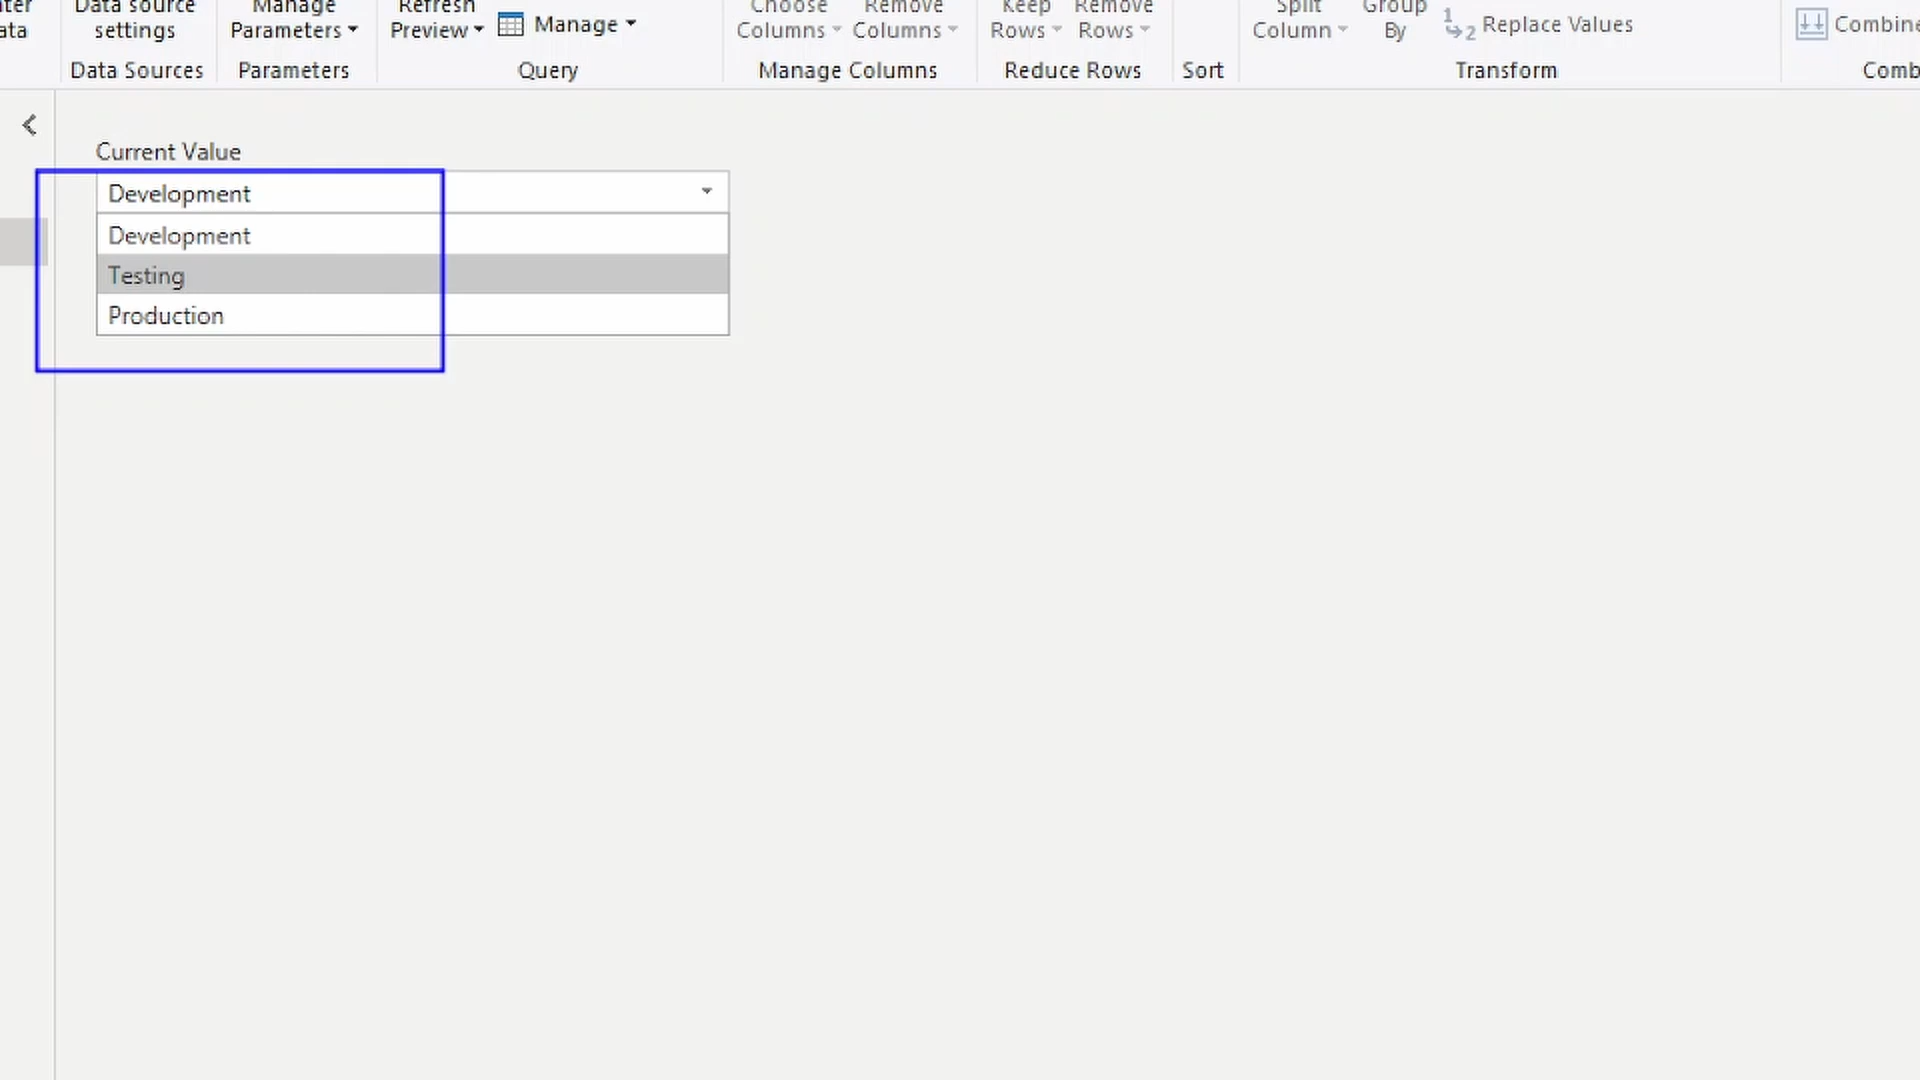 Data source Manage Refresh Choose Remove Keep Remove Split Group
settings Parameters Preview Manage Columns Columns Rows Rows Column By Replace Values Combine
Data Sources Parameters Query Manage Columns Reduce Rows Sort Transform Comb
Current Value
Development
Development
Testing
Production